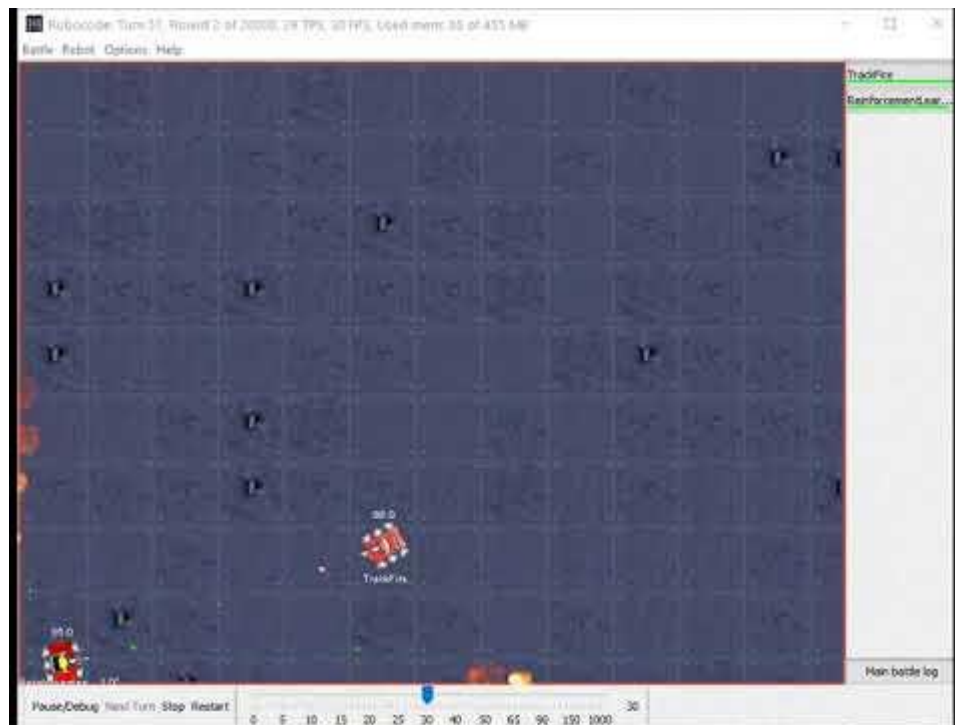 Robocode: Turn 51, Round 2 of 20000, 29 TPS, 30 FPS, Used mem: 86 of 455 MB
Battle Robot Options Help
TrackFire
ReinforcementLear...
TrackFire
Main battle log
Pause/Debug Next Turn Stop Restart
30
0 5 10 15 20 25 30 40 50 65 90 150 1000